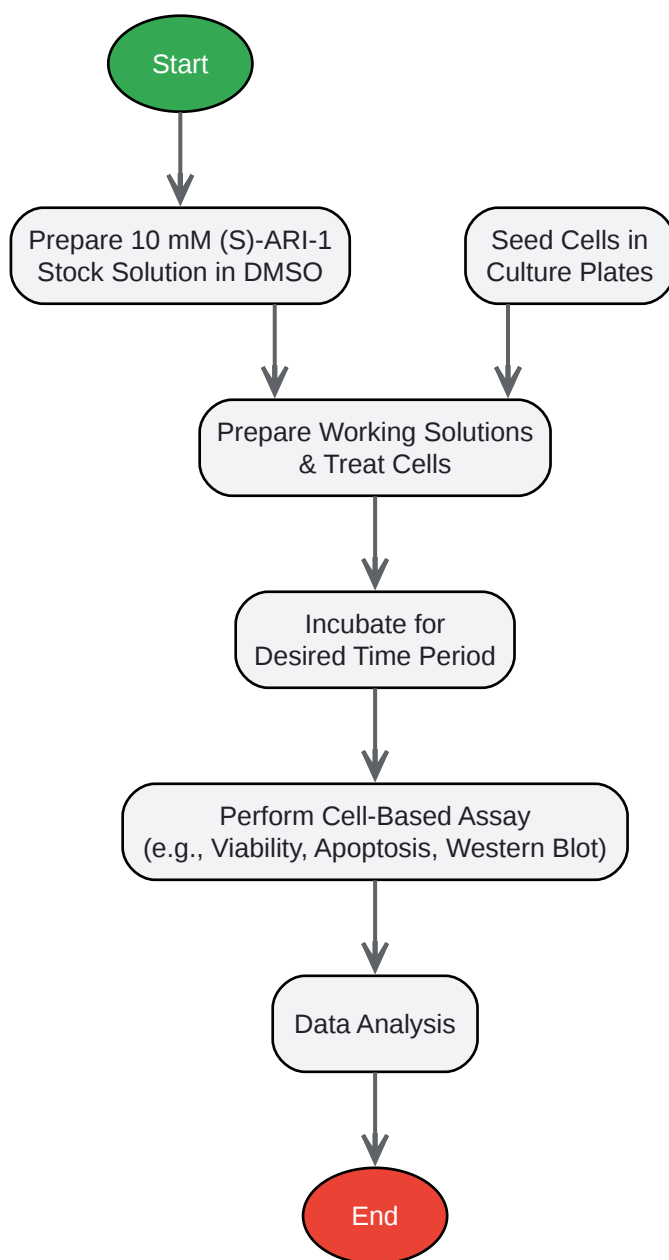 Start
Prepare 10 mM (S)-ARI-1
Stock Solution in DMSO
Seed Cells in
Culture Plates
Prepare Working Solutions
& Treat Cells
Incubate for
Desired Time Period
Perform Cell-Based Assay
(e.g., Viability, Apoptosis, Western Blot)
Data Analysis
End